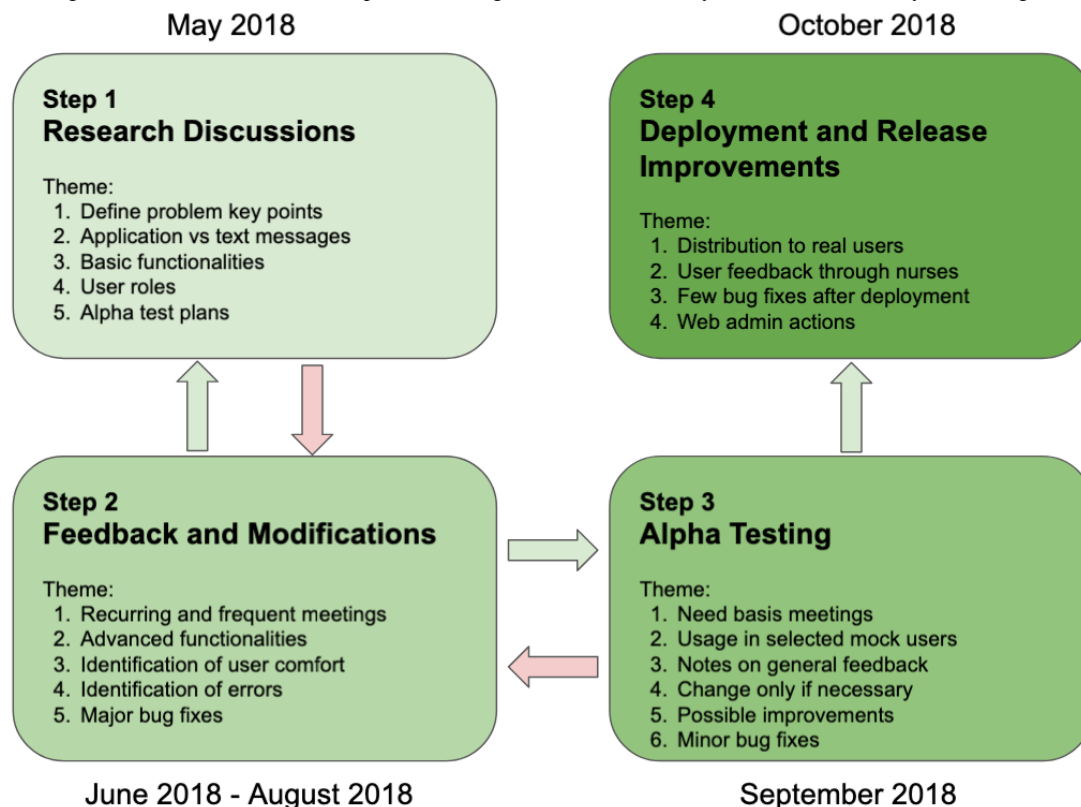 May 2018
Step 1
Research Discussions
Theme:
1. Define problem key points
2. Application vs text messages
3. Basic functionalities
4. User roles
5. Alpha test plans
October 2018
Step 4
Deployment and Release
Improvements
Theme:
1. Distribution to real users
2. User feedback through nurses
3. Few bug fixes after deployment
4. Web admin actions
Step 2
Feedback and Modifications
Theme:
1. Recurring and frequent meetings
2. Advanced functionalities
3. Identification of user comfort
4. Identification of errors
5. Major bug fixes
June 2018 - August 2018
Step 3
Alpha Testing
Theme:
1. Need basis meetings
2. Usage in selected mock users
3. Notes on general feedback
4. Change only if necessary
5. Possible improvements
6. Minor bug fixes
September 2018